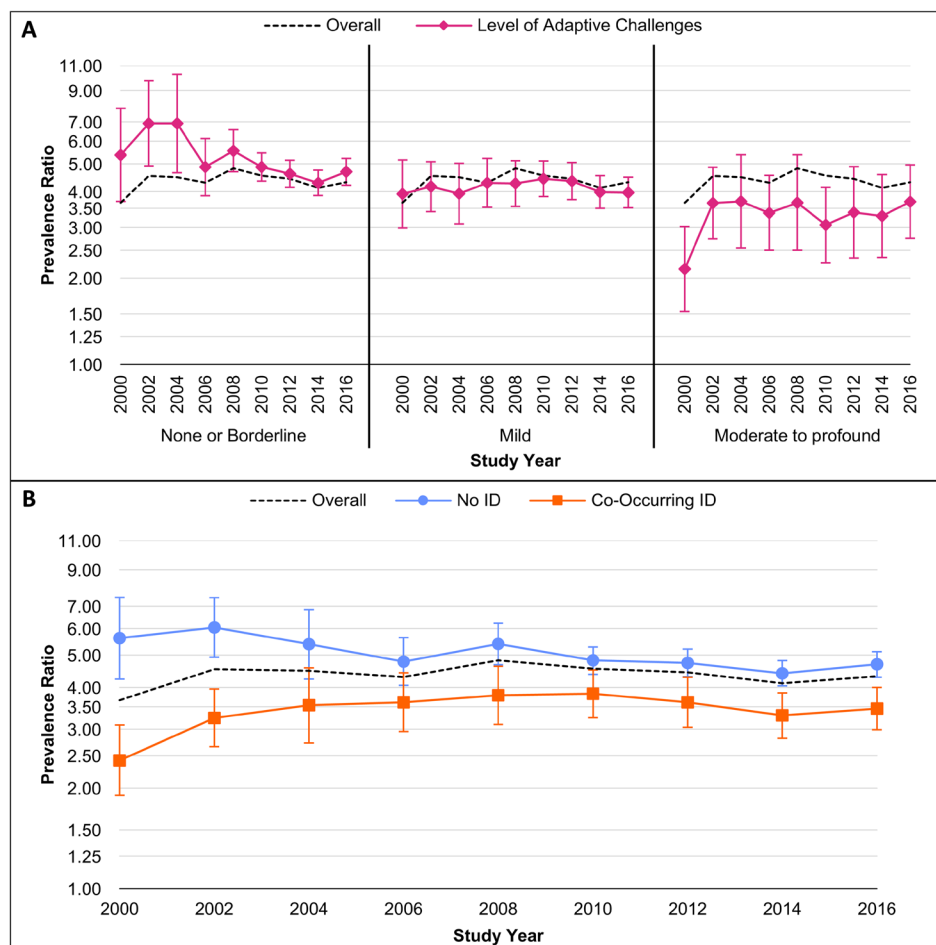 A
Overall Level of Adaptive Challenges
Prevalence Ratio
11.00
9.00
7.00
6.00
5.00
4.00
3.50
3.00
2.50
2.00
1.50
1.25
1.00
2000 2002 2004 2006 2008 2010 2012 2014 2016 2000 2002 2004 2006 2008 2010 2012 2014 2016 2000 2002 2004 2006 2008 2010 2012 2014 2016
None or Borderline Mild Moderate to profound
Study Year
B
Overall No ID Co-Occurring ID
Prevalence Ratio
11.00
9.00
7.00
6.00
5.00
4.00
3.50
3.00
2.50
2.00
1.50
1.25
1.00
2000 2002 2004 2006 2008 2010 2012 2014 2016
Study Year